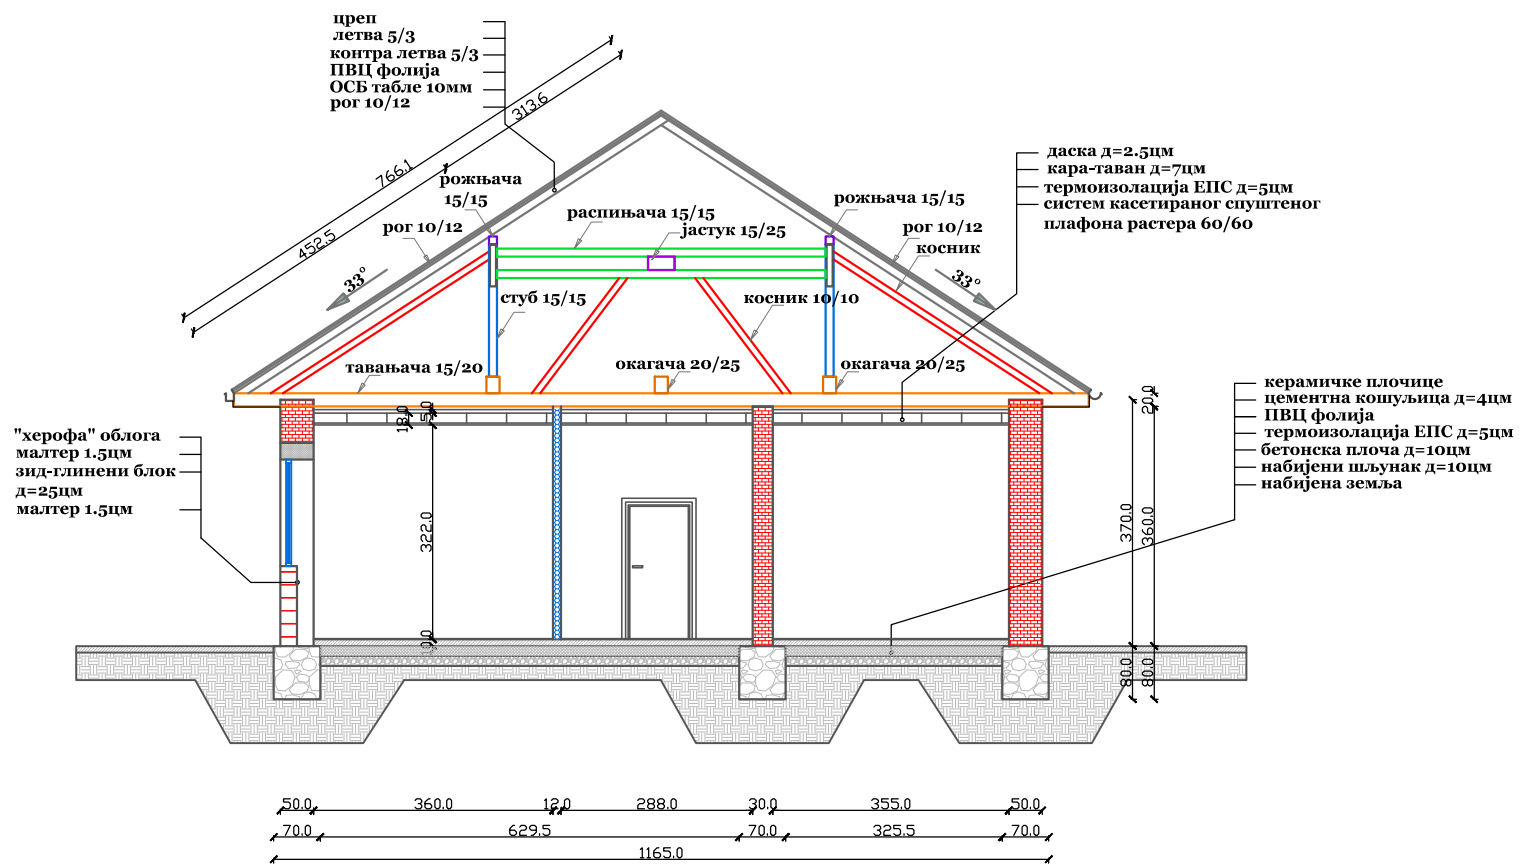 цреп
летва 5/3
контра летва 5/3
ПВЦ фолија
ОСБ табле 10мм
рог 10/12
313.6
766.1
452.5
рожњача
15/15
рог 10/12
33°
распињача 15/15
јастук 15/25
рожњача 15/15
рог 10/12
косник
33°
даска д=2.5цм
кара-таван д=7цм
термоизолација ЕПС д=5цм
систем касетираног спуштеног
плафона растера 60/60
стуб 15/15
косник 10/10
тавањача 15/20
окагача 20/25
окагача 20/25
керамичке плочице
цементна кошуљица д=4цм
ПВЦ фолија
термоизолација ЕПС д=5цм
бетонска плоча д=10цм
набијени шљунак д=10цм
набијена земља
"херофа" облога
малтер 1.5цм
зид-глинени блок
д=25цм
малтер 1.5цм
18.0
322.0
20.0
370.0
360.0
80.0
80.0
50.0
360.0
12.0
288.0
30.0
355.0
50.0
70.0
629.5
70.0
325.5
70.0
1165.0